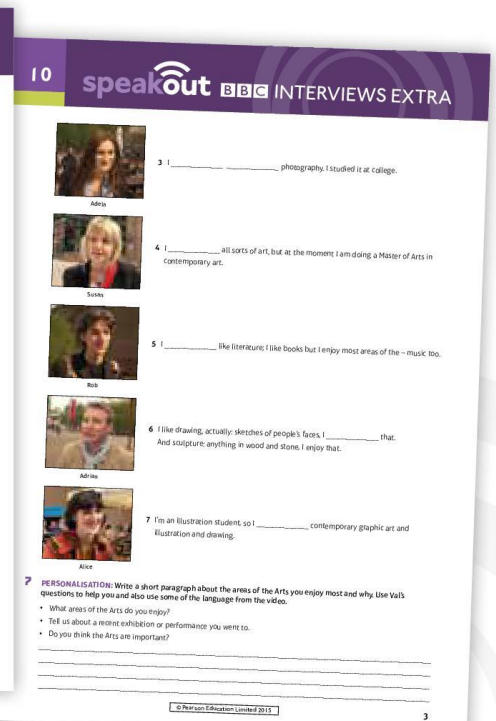 10
speakout BBC INTERVIEWS EXTRA
Adela
3 I ____________ ____________ photography. I studied it at college.
Susan
4 I ____________ all sorts of art, but at the moment I am doing a Master of Arts in
contemporary art.
Rob
5 I ____________ like literature; I like books but I enjoy most areas of the – music too.
Adrian
6 I like drawing, actually: sketches of people's faces, I ____________ that.
And sculpture: anything in wood and stone, I enjoy that.
Alice
7 I'm an illustration student, so I ____________ contemporary graphic art and
illustration and drawing.
7 PERSONALISATION: Write a short paragraph about the areas of the Arts you enjoy most and why. Use Val's
questions to help you and also use some of the language from the video.
• What areas of the Arts do you enjoy?
• Tell us about a recent exhibition or performance you went to.
• Do you think the Arts are important?
© Pearson Education Limited 2015
3